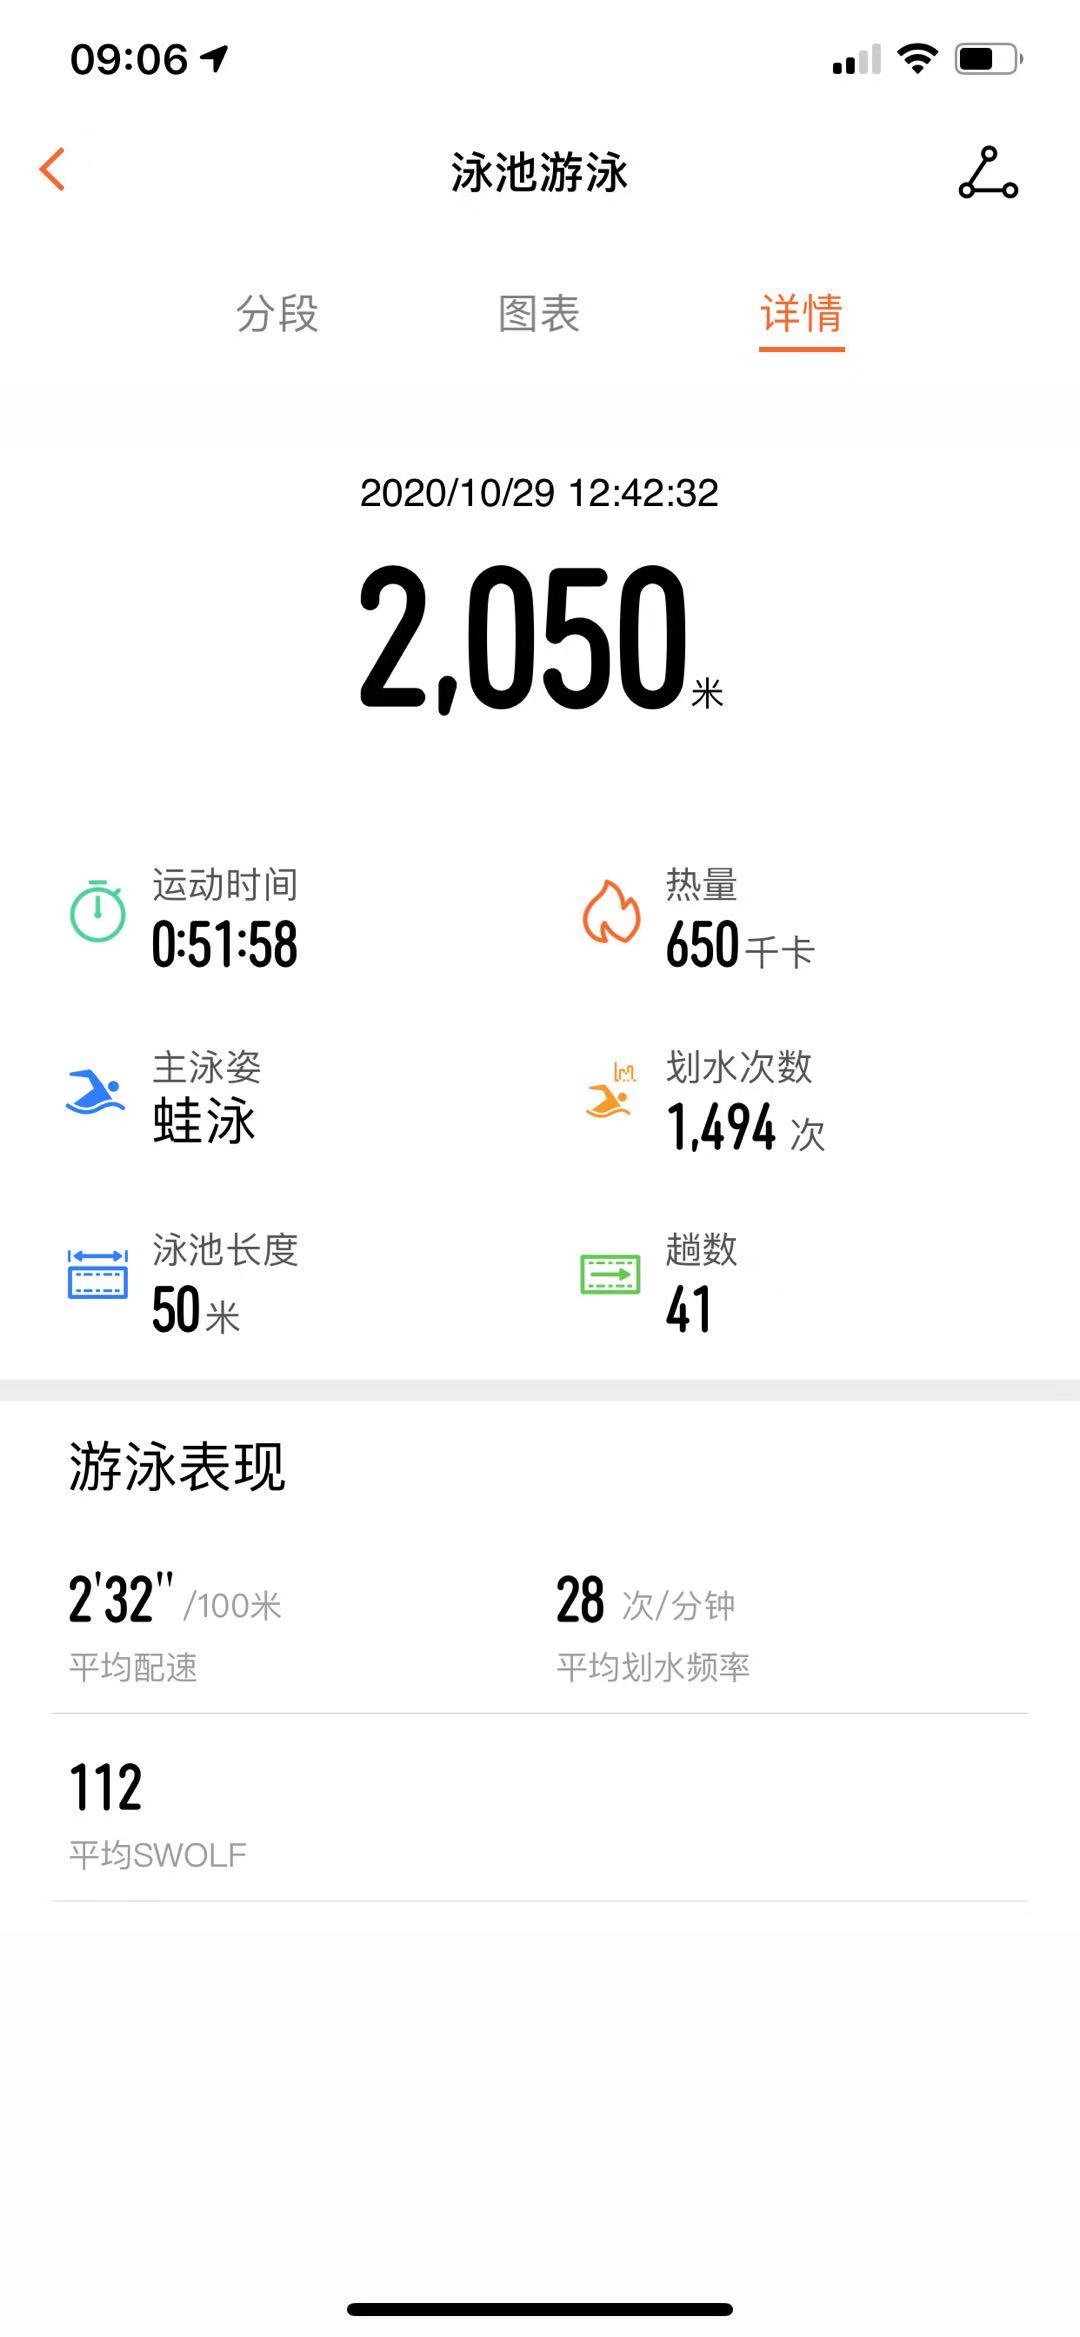 09:06
泳池游泳
分段 图表 详情
2020/10/29 12:42:32
2,050米
运动时间 热量
0:51:58 650千卡
主泳姿 划水次数
蛙泳 1,494 次
泳池长度 趟数
50米 41
游泳表现
2'32" /100米 28 次/分钟
平均配速 平均划水频率
112
平均SWOLF